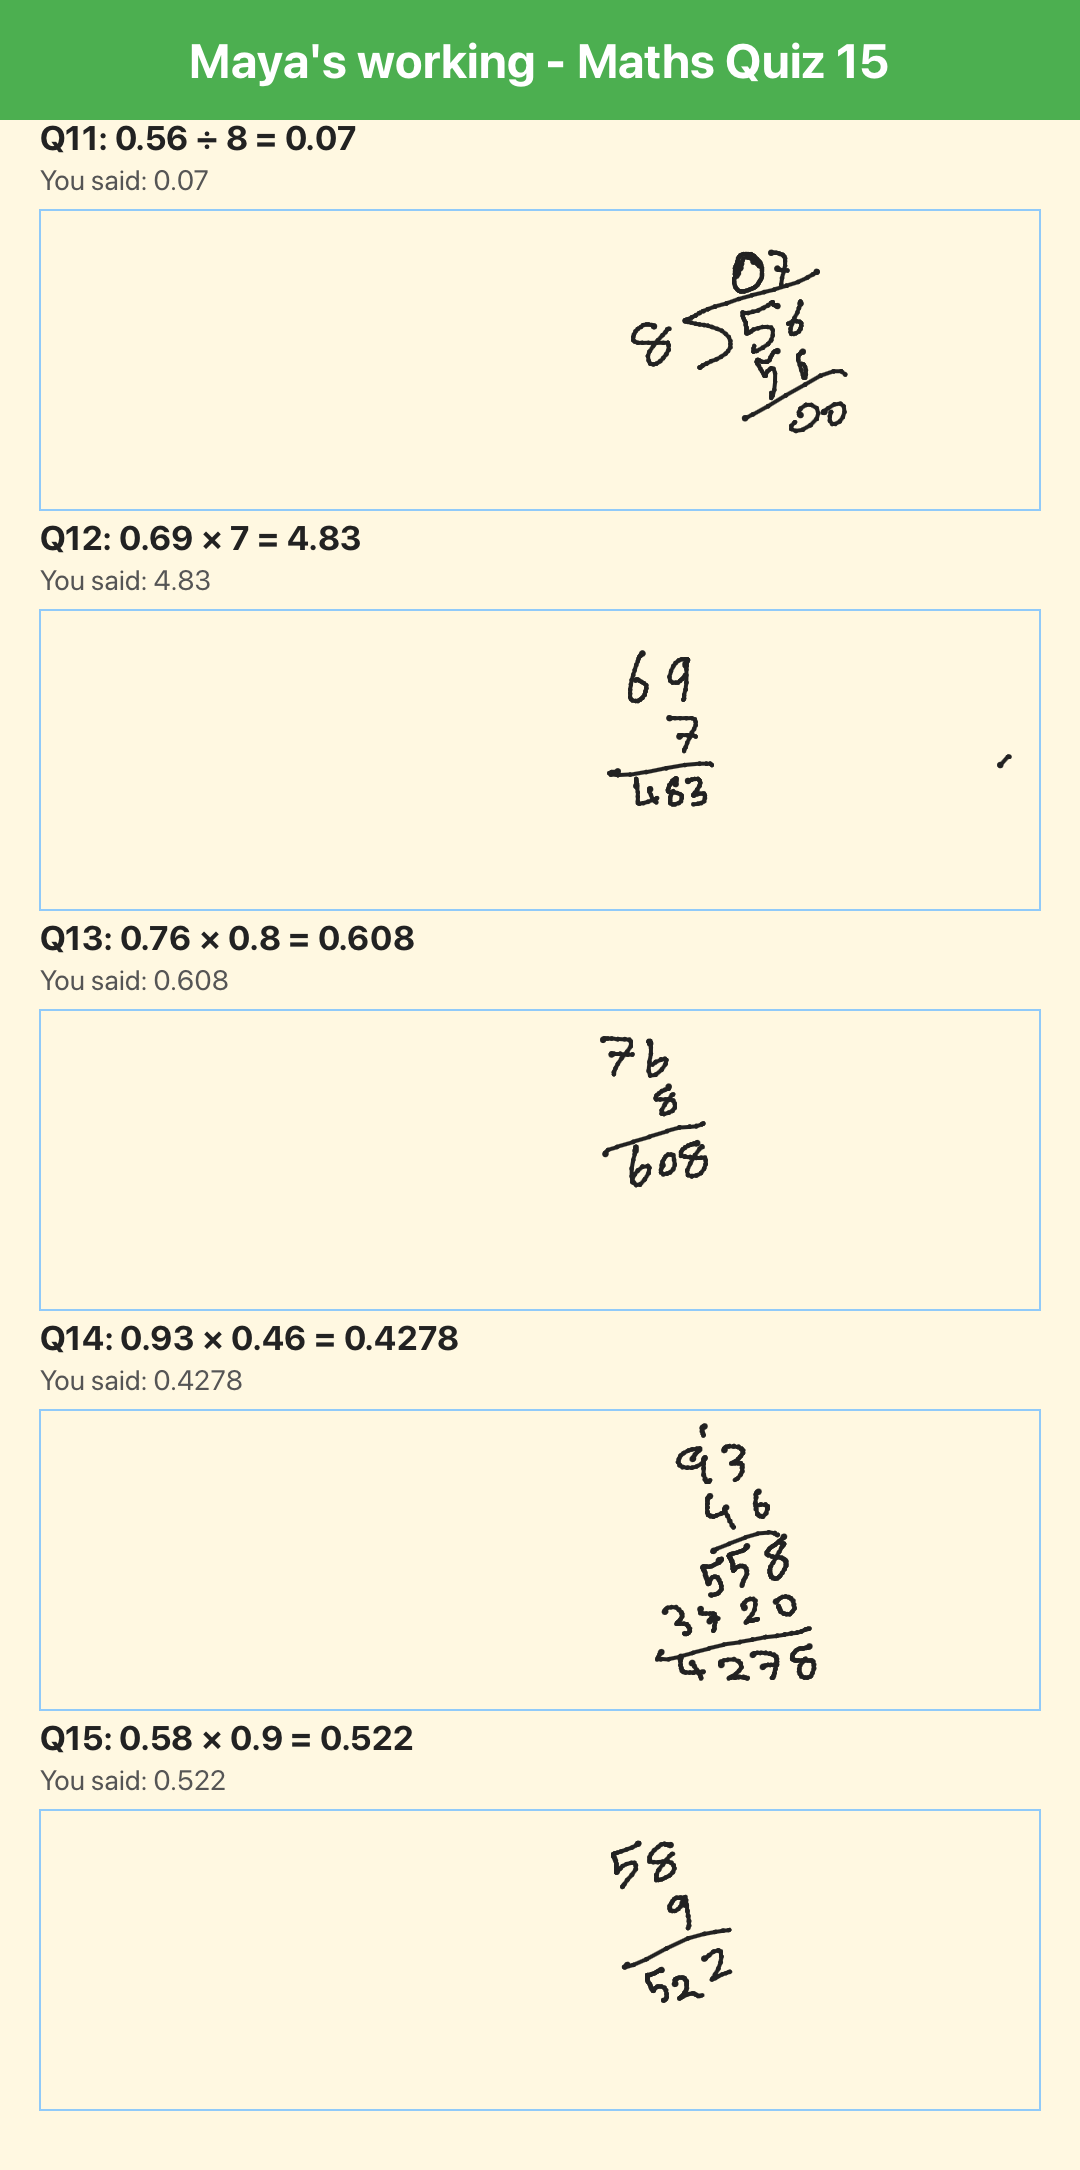 Maya's working - Maths Quiz 15
Q11: 0.56 ÷ 8 = 0.07
You said: 0.07
07
8 56
56
00
Q12: 0.69 × 7 = 4.83
You said: 4.83
69
7
483
Q13: 0.76 × 0.8 = 0.608
You said: 0.608
76
8
608
Q14: 0.93 × 0.46 = 0.4278
You said: 0.4278
93
46
558
3720
4278
Q15: 0.58 × 0.9 = 0.522
You said: 0.522
58
9
522